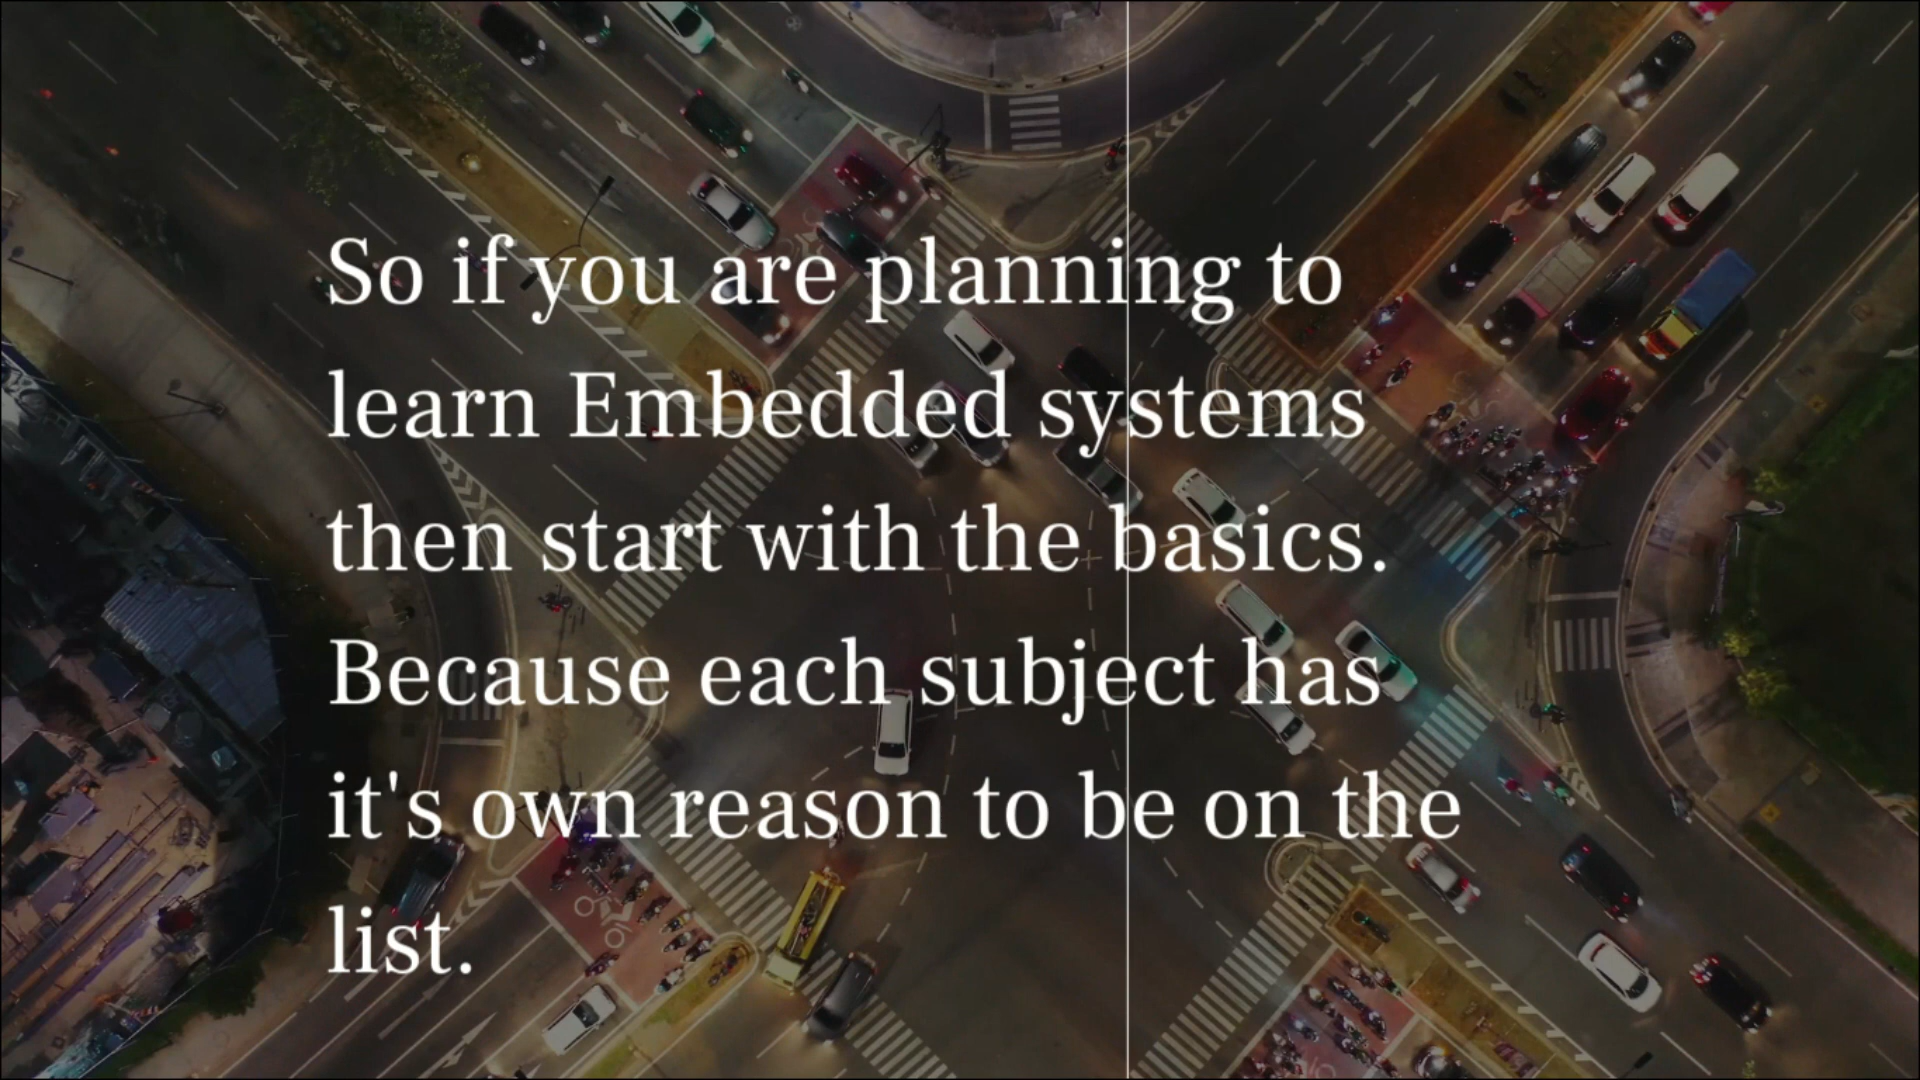 So if you are planning to
learn Embedded systems
then start with the basics.
Because each subject has
it's own reason to be on the
list.